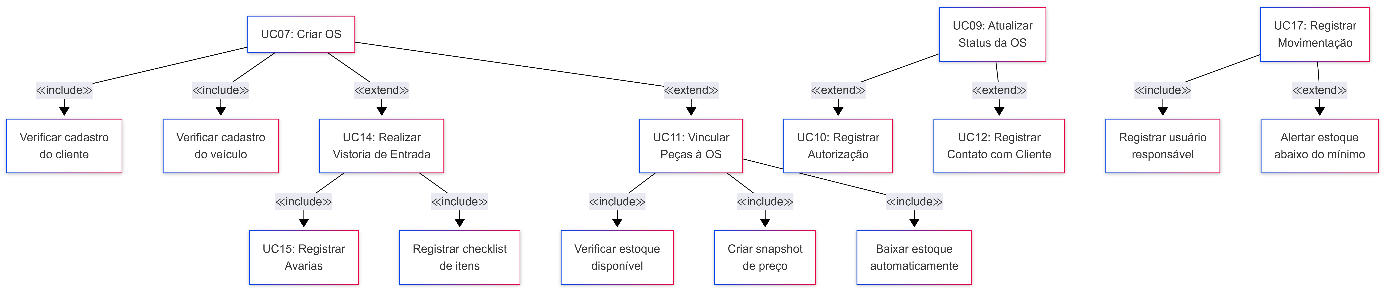 UC07: Criar OS
UC09: Atualizar
Status da OS
UC17: Registrar
Movimentação
«include»
«include»
«extend»
«extend»
«extend»
«extend»
«include»
«extend»
Verificar cadastro
do cliente
Verificar cadastro
do veículo
UC14: Realizar
Vistoria de Entrada
UC11: Vincular
Peças à OS
UC10: Registrar
Autorização
UC12: Registrar
Contato com Cliente
Registrar usuário
responsável
Alertar estoque
abaixo do mínimo
«include»
«include»
«include»
«include»
«include»
UC15: Registrar
Avarias
Registrar checklist
de itens
Verificar estoque
disponível
Criar snapshot
de preço
Baixar estoque
automaticamente